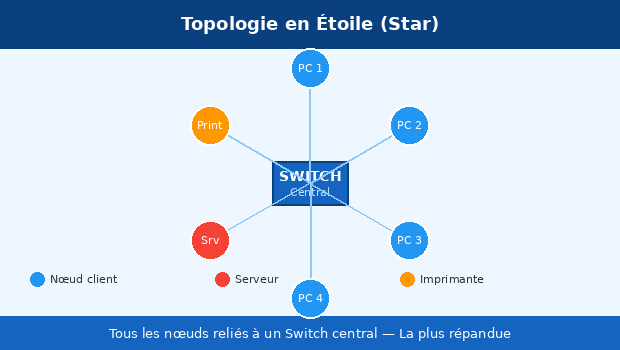 Topologie en Étoile (Star)
PC 1
Print
PC 2
SWITCH
Central
Srv
PC 3
Nœud client
Serveur
Imprimante
PC 4
Tous les nœuds reliés à un Switch central — La plus répandue